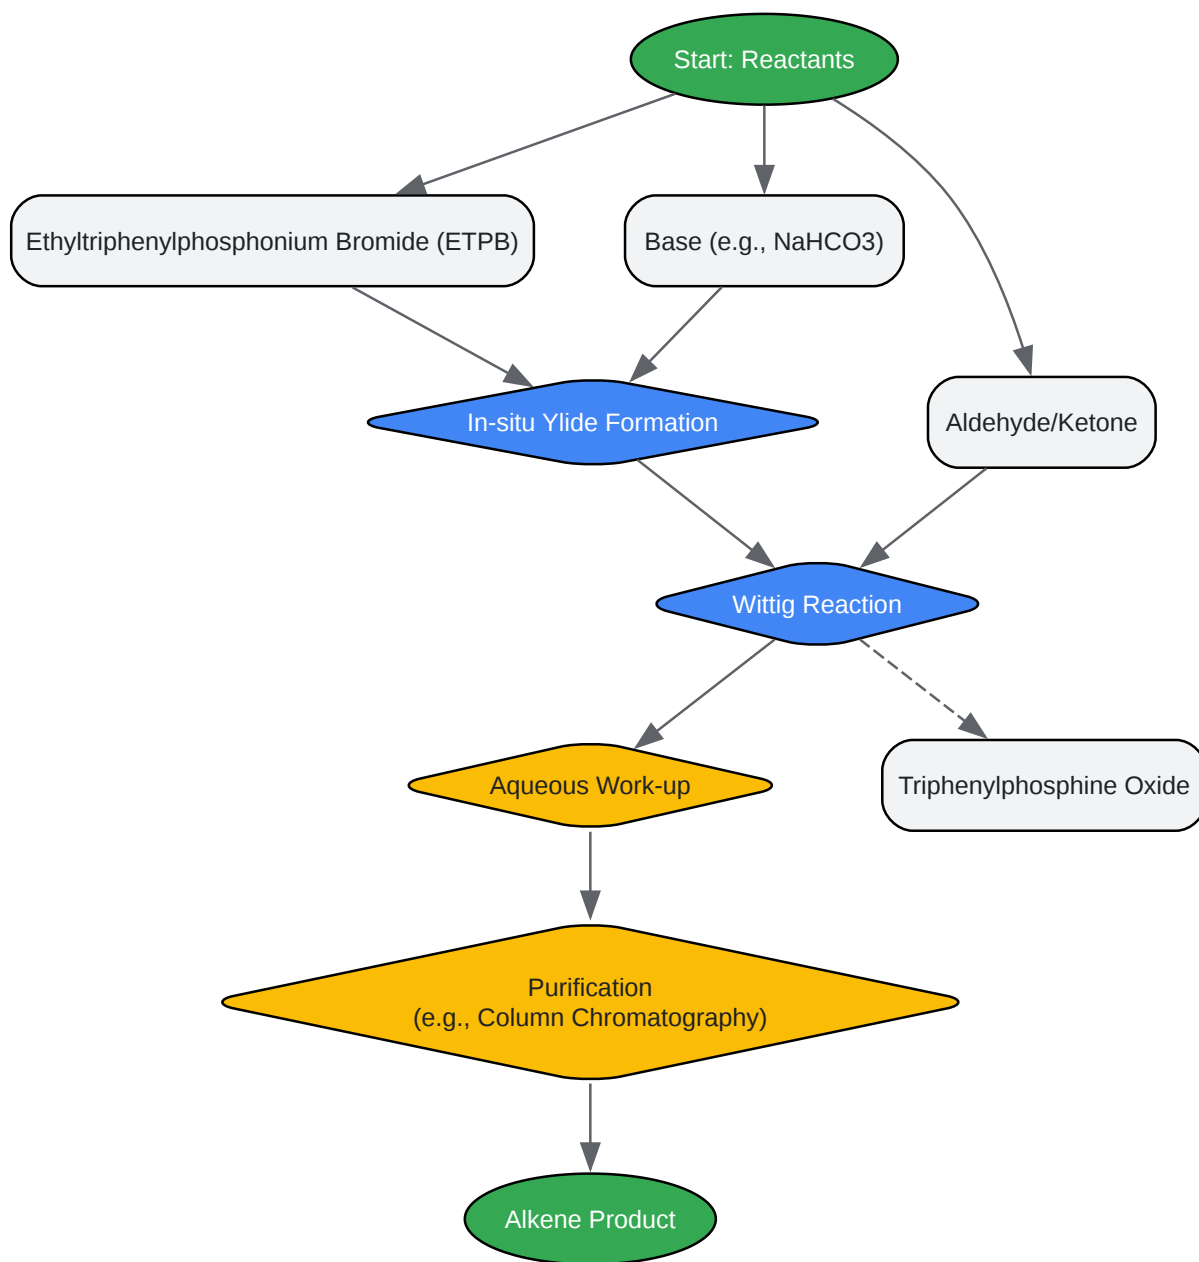 Start: Reactants
Ethyltriphenylphosphonium Bromide (ETPB)
Base (e.g., NaHCO3)
In-situ Ylide Formation
Aldehyde/Ketone
Wittig Reaction
Aqueous Work-up
Triphenylphosphine Oxide
Purification
(e.g., Column Chromatography)
Alkene Product